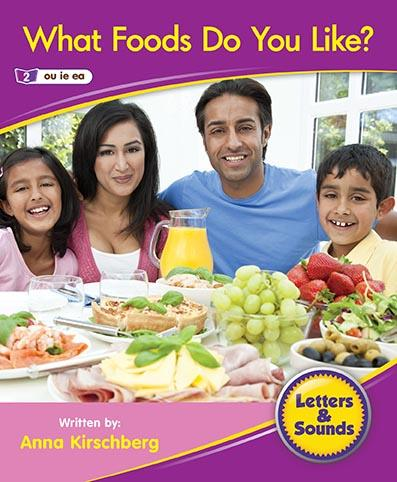 What Foods Do You Like?
2 ou ie ea
Letters
&
Sounds
Written by:
Anna Kirschberg